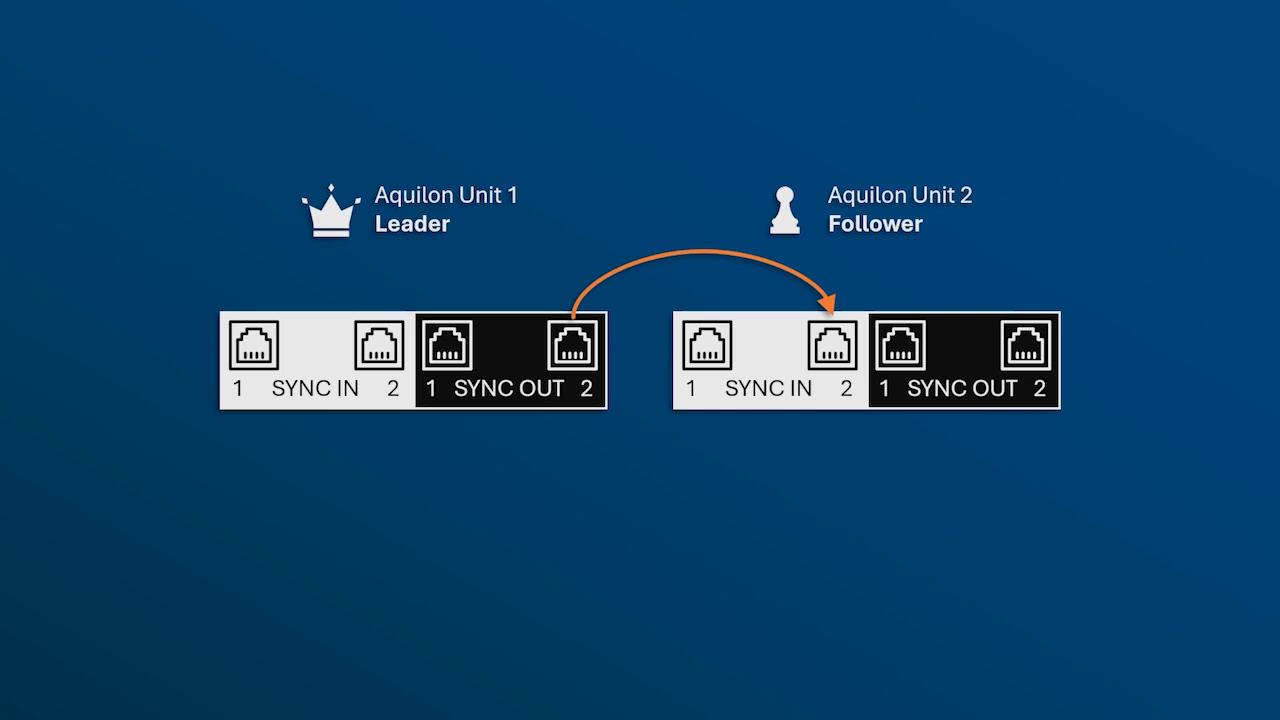 Aquilon Unit 1
Leader
Aquilon Unit 2
Follower
1 SYNC IN 2 1 SYNC OUT 2
1 SYNC IN 2 1 SYNC OUT 2